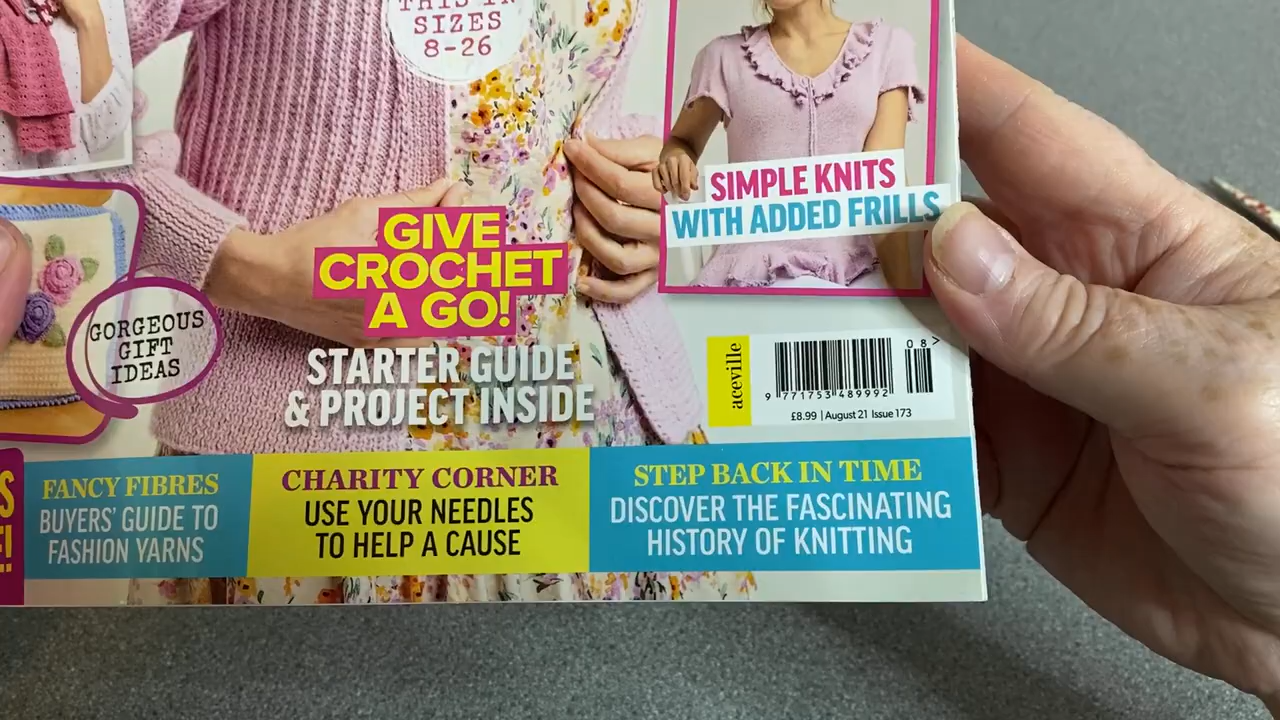 THIS IN
SIZES
8-26
SIMPLE KNITS
WITH ADDED FRILLS
GIVE
CROCHET
A GO!
GORGEOUS
GIFT
IDEAS
STARTER GUIDE
& PROJECT INSIDE
aceville
08>
9 771753 489992
£8.99 | August 21 Issue 173
FANCY FIBRES
BUYERS' GUIDE TO
FASHION YARNS
CHARITY CORNER
USE YOUR NEEDLES
TO HELP A CAUSE
STEP BACK IN TIME
DISCOVER THE FASCINATING
HISTORY OF KNITTING